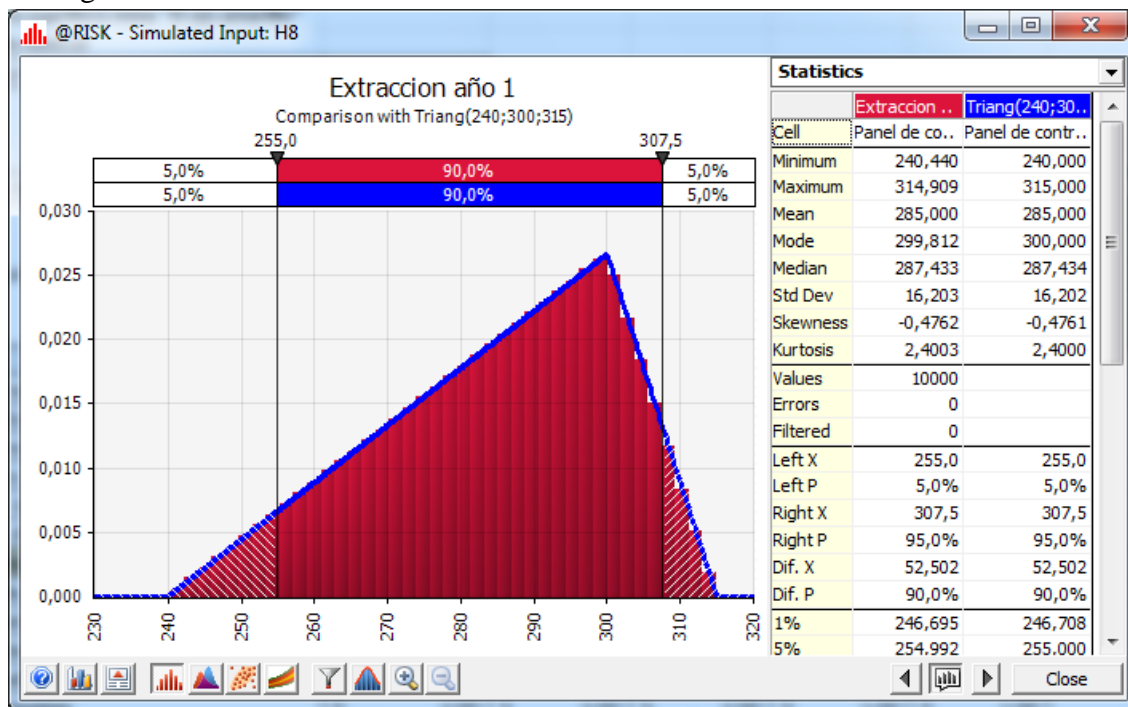 @RISK - Simulated Input: H8
Extraccion año 1
Comparison with Triang(240;300;315)
255,0 307,5
5,0% 90,0% 5,0%
5,0% 90,0% 5,0%
0,030
0,025
0,020
0,015
0,010
0,005
0,000
230 240 250 260 270 280 290 300 310 320
Statistics
Extraccion .. Triang(240;30..
Cell Panel de co.. Panel de contr..
Minimum 240,440 240,000
Maximum 314,909 315,000
Mean 285,000 285,000
Mode 299,812 300,000
Median 287,433 287,434
Std Dev 16,203 16,202
Skewness -0,4762 -0,4761
Kurtosis 2,4003 2,4000
Values 10000
Errors 0
Filtered 0
Left X 255,0 255,0
Left P 5,0% 5,0%
Right X 307,5 307,5
Right P 95,0% 95,0%
Dif. X 52,502 52,502
Dif. P 90,0% 90,0%
1% 246,695 246,708
5% 254,992 255,000
Close